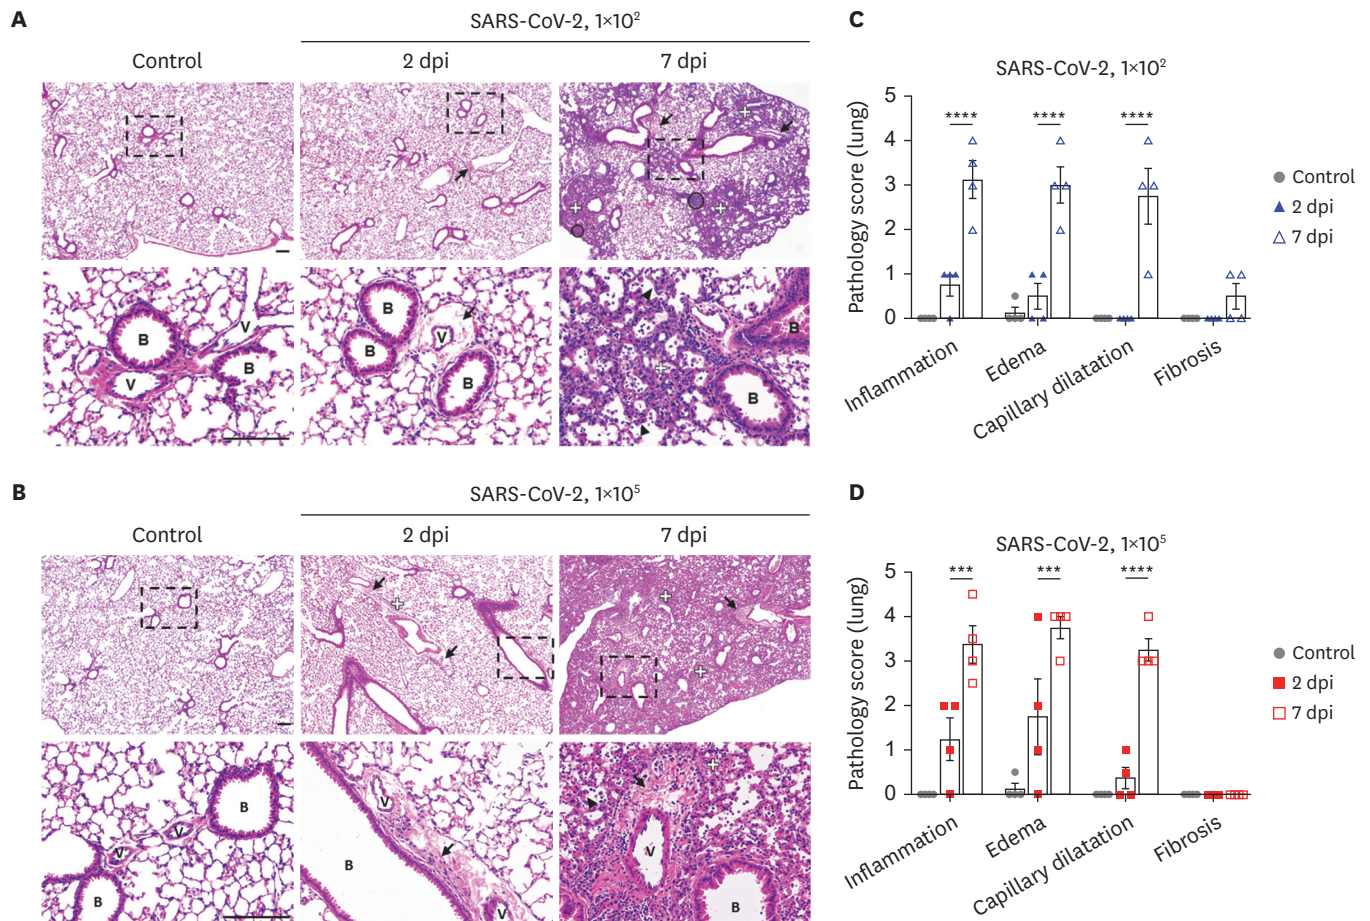 A
SARS-CoV-2, 1×10²
Control
2 dpi
7 dpi
B
V
B
V
B
B
V
B
B
B
B
SARS-CoV-2, 1×10⁵
Control
2 dpi
7 dpi
B
V
V
B
V
B
V
V
B
C
SARS-CoV-2, 1×10²
Pathology score (lung)
5
4
3
2
1
0
****
****
****
Inflammation
Edema
Capillary dilatation
Fibrosis
Control
2 dpi
7 dpi
D
SARS-CoV-2, 1×10⁵
Pathology score (lung)
5
4
3
2
1
0
***
***
****
Inflammation
Edema
Capillary dilatation
Fibrosis
Control
2 dpi
7 dpi